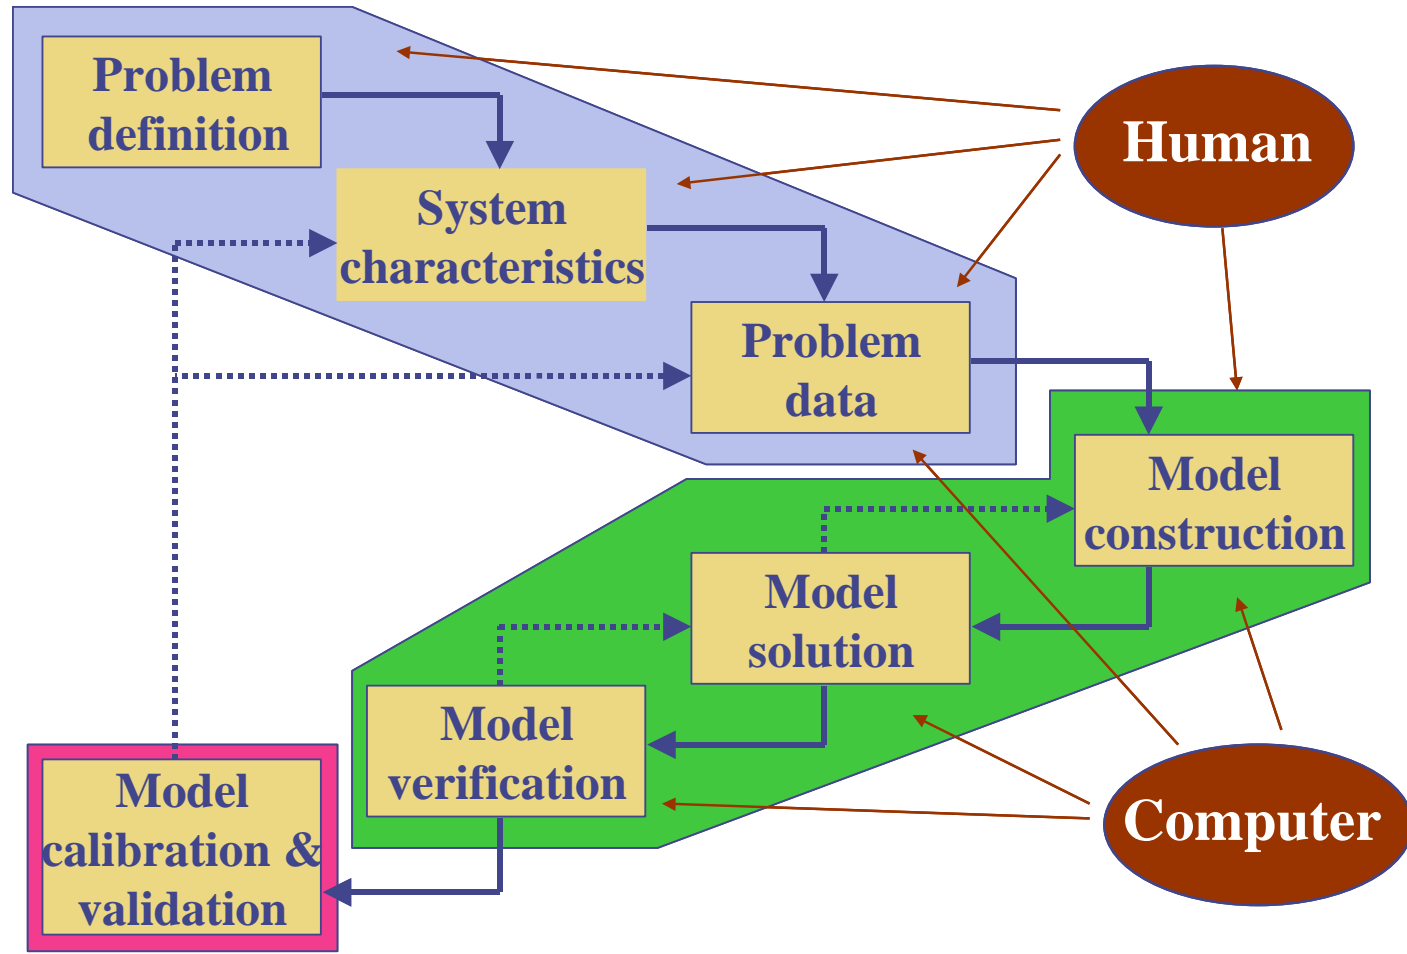 Problem
definition
Human
System
characteristics
Problem
data
Model
construction
Model
solution
Model
verification
Model
calibration &
validation
Computer